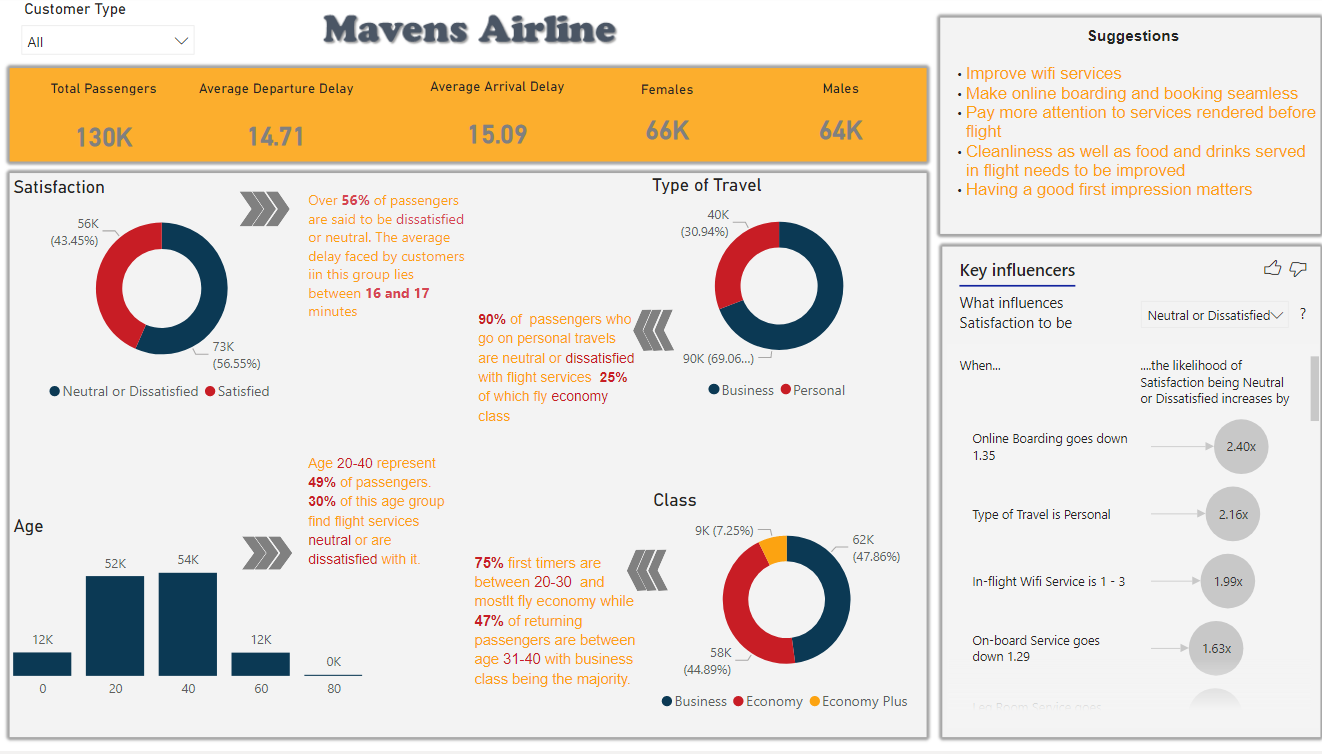 Customer Type
All
Mavens Airline
Total Passengers
130K
Average Departure Delay
14.71
Average Arrival Delay
15.09
Females
66K
Males
64K
Satisfaction
56K
(43.45%)
73K
(56.55%)
Neutral or Dissatisfied Satisfied
Over 56% of passengers
are said to be dissatisfied
or neutral. The average
delay faced by customers
iin this group lies
between 16 and 17
minutes
Type of Travel
40K
(30.94%)
90K (69.06...)
Business Personal
90% of passengers who
go on personal travels
are neutral or dissatisfied
with flight services 25%
of which fly economy
class
Age
12K
52K
54K
12K
0K
0
20
40
60
80
Age 20-40 represent
49% of passengers.
30% of this age group
find flight services
neutral or are
dissatisfied with it.
Class
9K (7.25%)
62K
(47.86%)
58K
(44.89%)
Business Economy Economy Plus
75% first timers are
between 20-30 and
mostlt fly economy while
47% of returning
passengers are between
age 31-40 with business
class being the majority.
Suggestions
• Improve wifi services
• Make online boarding and booking seamless
• Pay more attention to services rendered before
flight
• Cleanliness as well as food and drinks served
in flight needs to be improved
• Having a good first impression matters
Key influencers
What influences
Satisfaction to be
Neutral or Dissatisfied
?
When...
....the likelihood of
Satisfaction being Neutral
or Dissatisfied increases by
Online Boarding goes down
1.35
2.40x
Type of Travel is Personal
2.16x
In-flight Wifi Service is 1 - 3
1.99x
On-board Service goes
down 1.29
1.63x
Leg Room Service goes